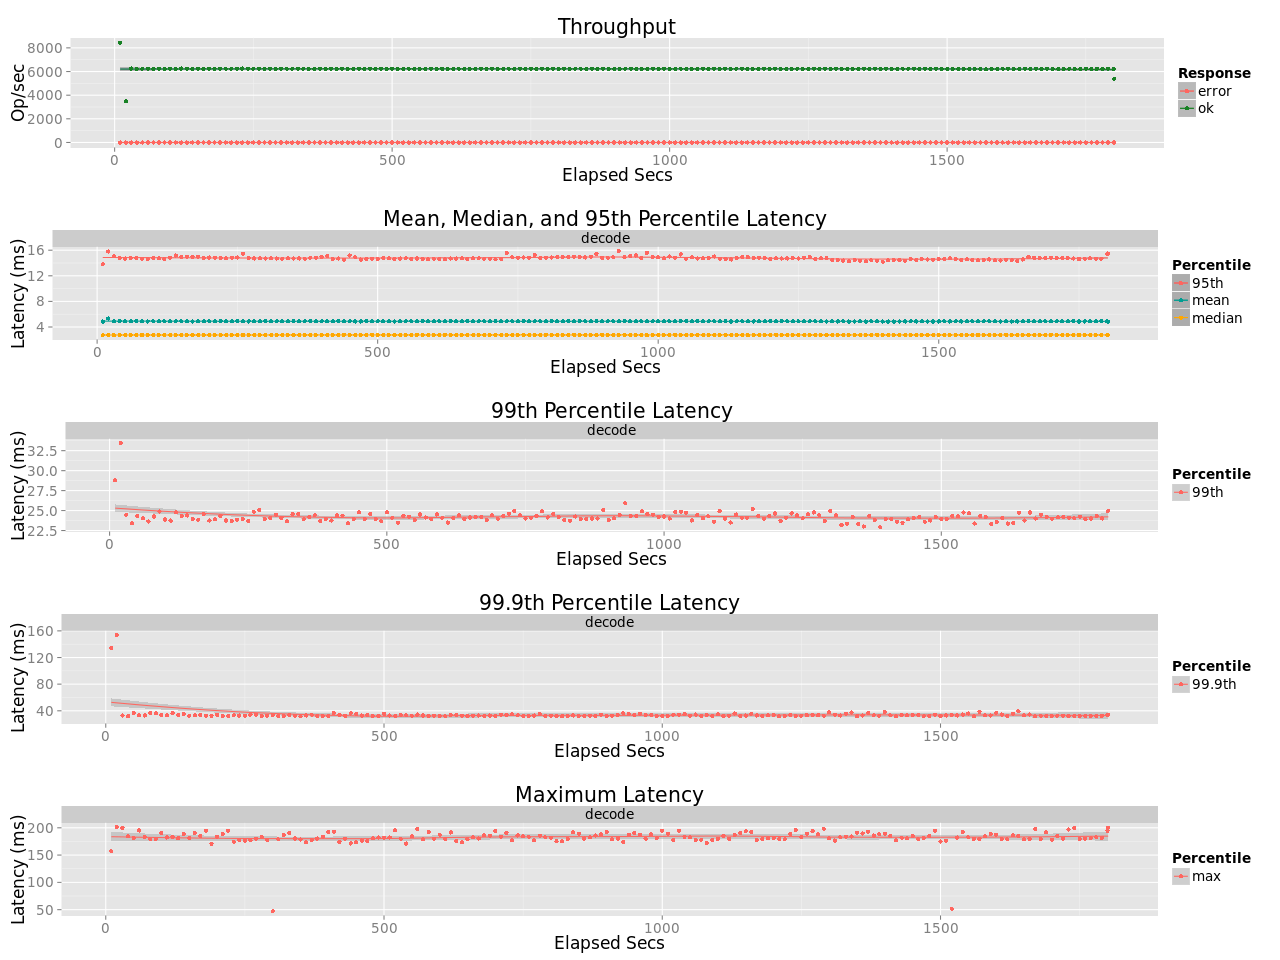 Throughput
Op/sec
8000
6000
4000
2000
0
0 500 1000 1500
Elapsed Secs
Response
error
ok
Mean, Median, and 95th Percentile Latency
decode
Latency (ms)
16
12
8
4
0 500 1000 1500
Elapsed Secs
Percentile
95th
mean
median
99th Percentile Latency
decode
Latency (ms)
32.5
30.0
27.5
25.0
22.5
0 500 1000 1500
Elapsed Secs
Percentile
99th
99.9th Percentile Latency
decode
Latency (ms)
160
120
80
40
0 500 1000 1500
Elapsed Secs
Percentile
99.9th
Maximum Latency
decode
Latency (ms)
200
150
100
50
0 500 1000 1500
Elapsed Secs
Percentile
max